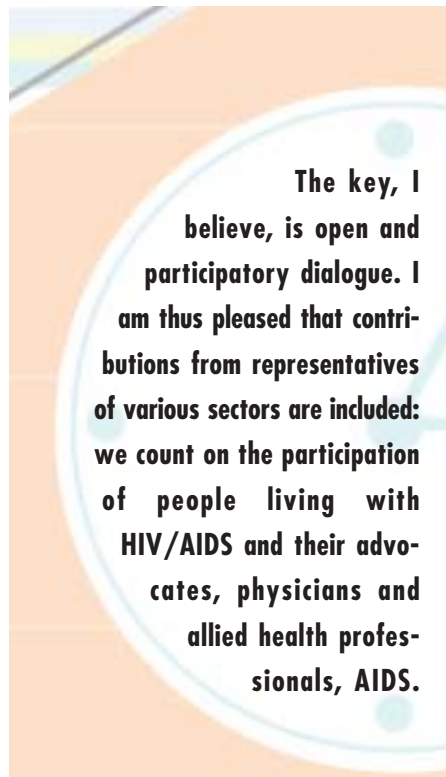 The key, I
believe, is open and
participatory dialogue. I
am thus pleased that contri-
butions from representatives
of various sectors are included:
we count on the participation
of people living with
HIV/AIDS and their advo-
cates, physicians and
allied health profes-
sionals, AIDS.